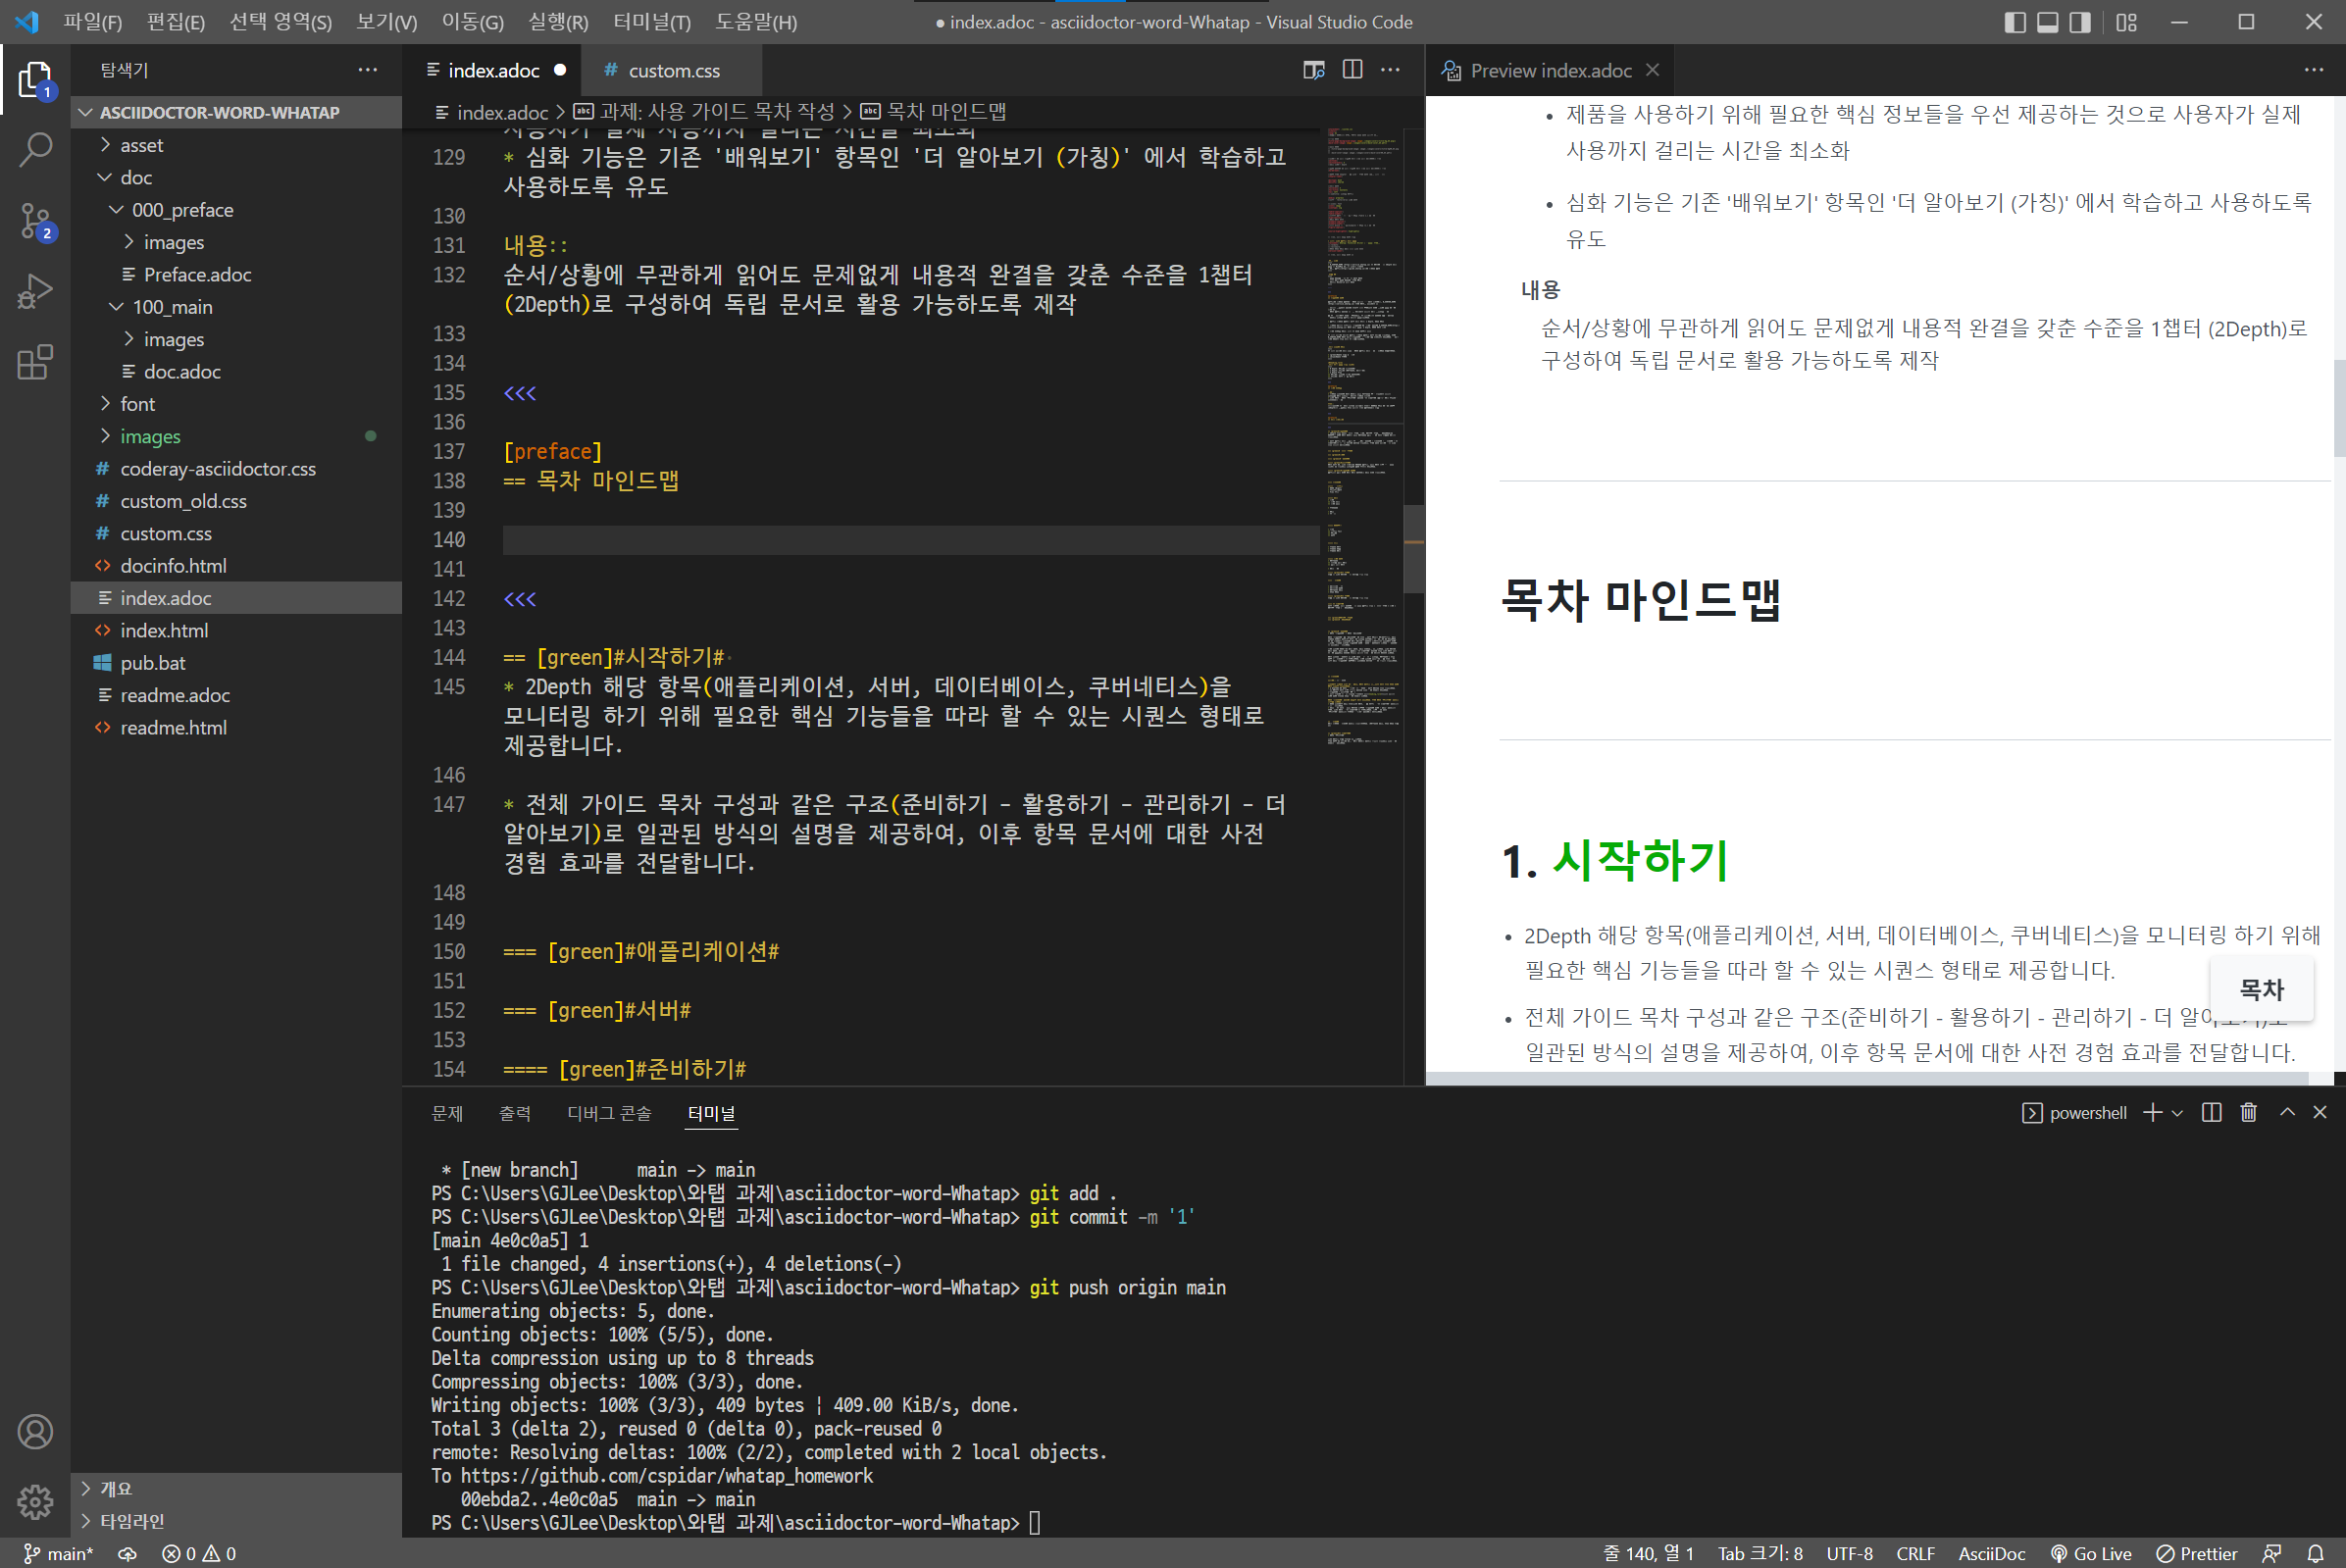 파일(F) 편집(E) 선택 영역(S) 보기(V) 이동(G) 실행(R) 터미널(T) 도움말(H)
● index.adoc - asciidoctor-word-Whatap - Visual Studio Code
탐색기
index.adoc
# custom.css
Preview index.adoc
ASCIIDOCTOR-WORD-WHATAP
asset
doc
000_preface
images
Preface.adoc
100_main
images
doc.adoc
font
images
# coderay-asciidoctor.css
# custom_old.css
# custom.css
<> docinfo.html
index.adoc
<> index.html
pub.bat
readme.adoc
<> readme.html
개요
타임라인
1
2
index.adoc > 과제: 사용 가이드 목차 작성 > 목차 마인드맵
사용자가 실제 사용까지 걸리는 시간을 최소화
129 * 심화 기능은 기존 '배워보기' 항목인 '더 알아보기 (가칭)' 에서 학습하고
사용하도록 유도
130
131 내용::
132 순서/상황에 무관하게 읽어도 문제없게 내용적 완결을 갖춘 수준을 1챕터
(2Depth)로 구성하여 독립 문서로 활용 가능하도록 제작
133
134
135 <<<
136
137 [preface]
138 == 목차 마인드맵
139
140
141
142 <<<
143
144 == [green]#시작하기#
145 * 2Depth 해당 항목(애플리케이션, 서버, 데이터베이스, 쿠버네티스)을
모니터링 하기 위해 필요한 핵심 기능들을 따라 할 수 있는 시퀀스 형태로
제공합니다.
146
147 * 전체 가이드 목차 구성과 같은 구조(준비하기 - 활용하기 - 관리하기 - 더
알아보기)로 일관된 방식의 설명을 제공하여, 이후 항목 문서에 대한 사전
경험 효과를 전달합니다.
148
149
150 === [green]#애플리케이션#
151
152 === [green]#서버#
153
154 ==== [green]#준비하기#
• 제품을 사용하기 위해 필요한 핵심 정보들을 우선 제공하는 것으로 사용자가 실제
사용까지 걸리는 시간을 최소화
• 심화 기능은 기존 '배워보기' 항목인 '더 알아보기 (가칭)' 에서 학습하고 사용하도록
유도
내용
순서/상황에 무관하게 읽어도 문제없게 내용적 완결을 갖춘 수준을 1챕터 (2Depth)로
구성하여 독립 문서로 활용 가능하도록 제작
목차 마인드맵
1. 시작하기
• 2Depth 해당 항목(애플리케이션, 서버, 데이터베이스, 쿠버네티스)을 모니터링 하기 위해
필요한 핵심 기능들을 따라 할 수 있는 시퀀스 형태로 제공합니다.
목차
• 전체 가이드 목차 구성과 같은 구조(준비하기 - 활용하기 - 관리하기 - 더
일관된 방식의 설명을 제공하여, 이후 항목 문서에 대한 사전 경험 효과를 전달합니다.
문제 출력 디버그 콘솔 터미널
powershell
* [new branch] main -> main
PS C:\Users\GJLee\Desktop\와탭 과제\asciidoctor-word-Whatap> git add .
PS C:\Users\GJLee\Desktop\와탭 과제\asciidoctor-word-Whatap> git commit -m '1'
[main 4e0c0a5] 1
1 file changed, 4 insertions(+), 4 deletions(-)
PS C:\Users\GJLee\Desktop\와탭 과제\asciidoctor-word-Whatap> git push origin main
Enumerating objects: 5, done.
Counting objects: 100% (5/5), done.
Delta compression using up to 8 threads
Compressing objects: 100% (3/3), done.
Writing objects: 100% (3/3), 409 bytes ¦ 409.00 KiB/s, done.
Total 3 (delta 2), reused 0 (delta 0), pack-reused 0
remote: Resolving deltas: 100% (2/2), completed with 2 local objects.
To https://github.com/cspidar/whatap_homework
00ebda2..4e0c0a5 main -> main
PS C:\Users\GJLee\Desktop\와탭 과제\asciidoctor-word-Whatap>
main* 0 0
줄 140, 열 1 Tab 크기: 8 UTF-8 CRLF AsciiDoc Go Live Prettier